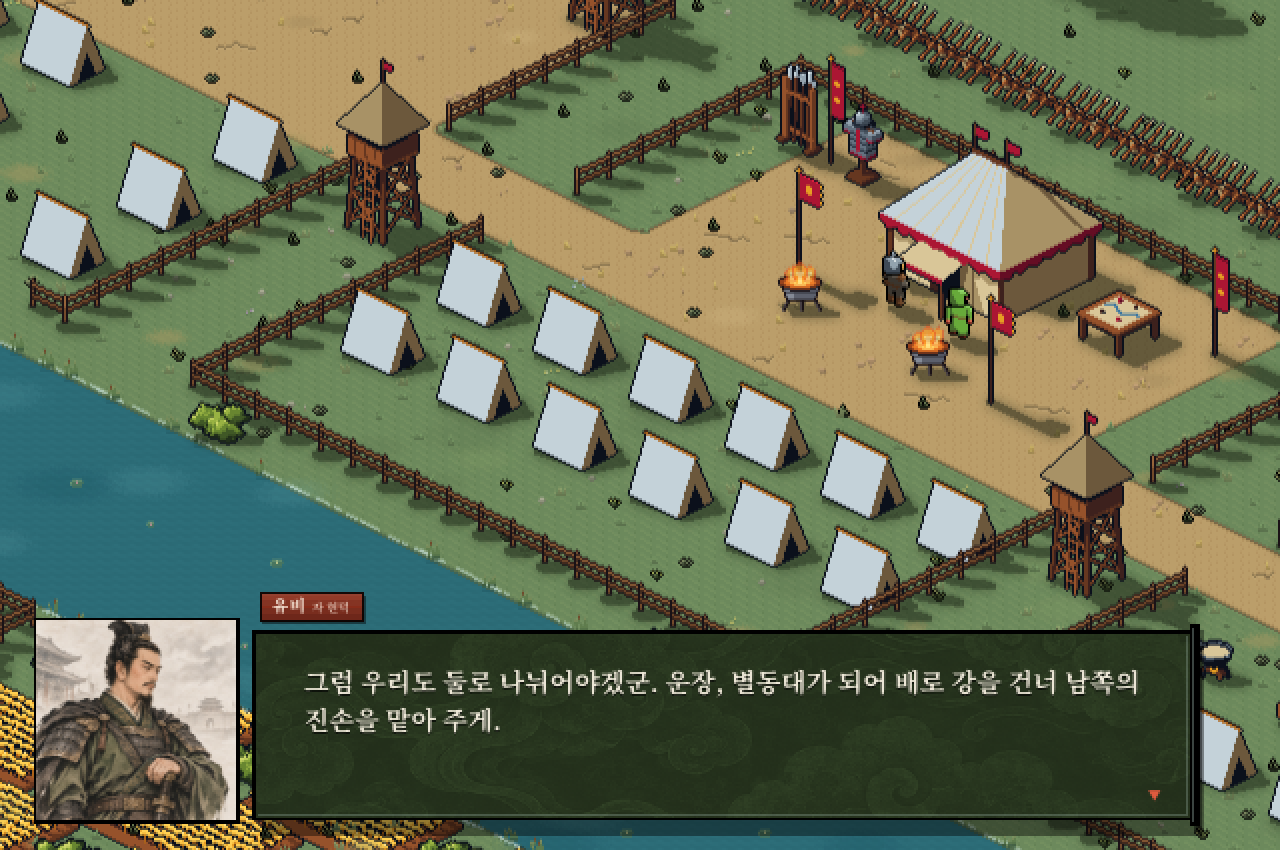 유비 자 현덕
그럼 우리도 둘로 나뉘어야겠군. 운장, 별동대가 되어 배로 강을 건너 남쪽의
진손을 맡아 주게.